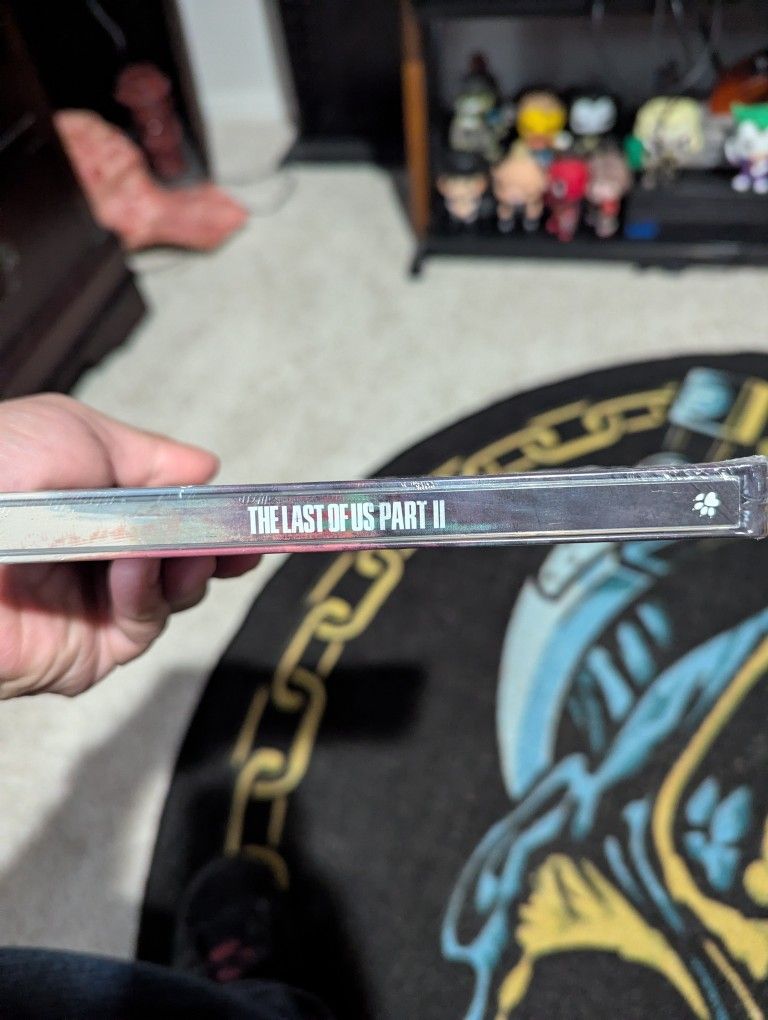 THE LAST OF US PART II